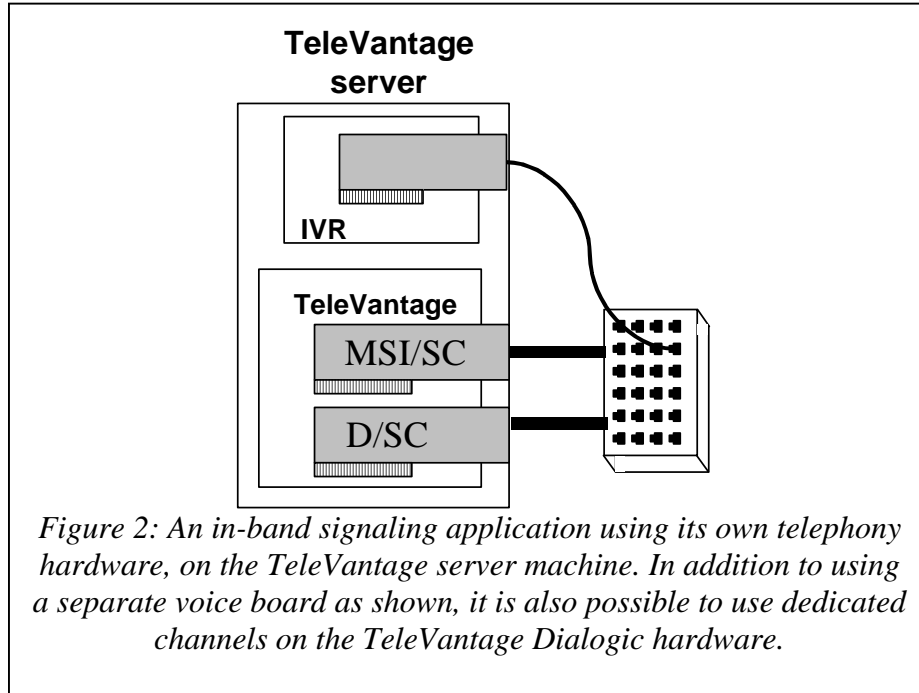 TeleVantage
server
IVR
TeleVantage
MSI/SC
D/SC
Figure 2: An in-band signaling application using its own telephony
hardware, on the TeleVantage server machine. In addition to using
a separate voice board as shown, it is also possible to use dedicated
channels on the TeleVantage Dialogic hardware.